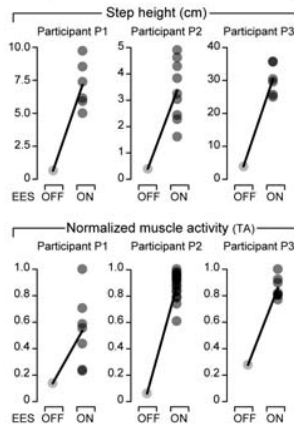 Step height (cm)
Participant P1 Participant P2 Participant P3
10.0 5 40
7.5 4 30
5.0 3 20
2.5 2 10
0 1 0
0
EES OFF ON OFF ON OFF ON
Normalized muscle activity (TA)
Participant P1 Participant P2 Participant P3
1.0 1.0 1.0
0.8 0.8 0.8
0.6 0.6 0.6
0.4 0.4 0.4
0.2 0.2 0.2
0 0 0
EES OFF ON OFF ON OFF ON